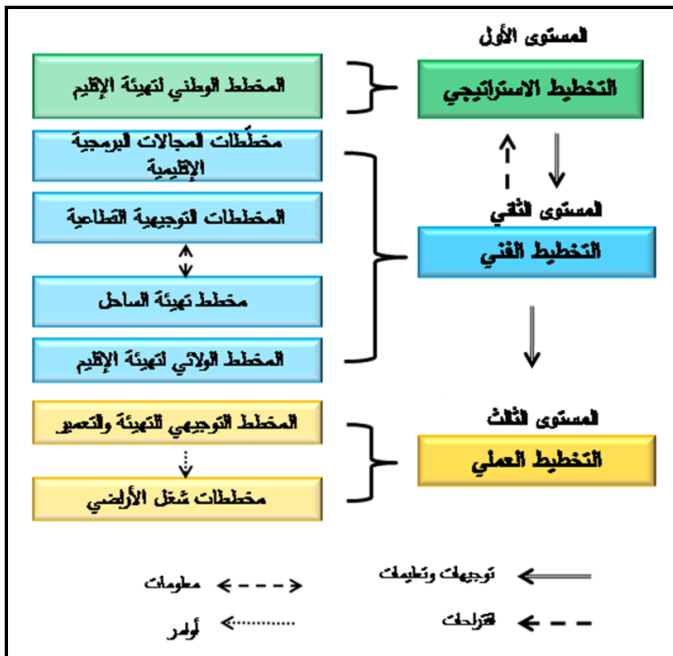 المستوى الأول
التخطيط الاستراتيجي
المخطط الوطني لتهيئة الإقليم
مخطّطات المجالات البرمجية
الإقليمية
المخططات التوجيهية القطاعية
المستوى الثاني
التخطيط الفني
مخطط تهيئة الساحل
المخطط الولائي لتهيئة الإقليم
المستوى الثالث
المخطط التوجيهي للتهيئة والتعمير
التخطيط العملي
مخططات شغل الأراضي
توجيهات وتعليمات
معلومات
اقتراحات
أوامر